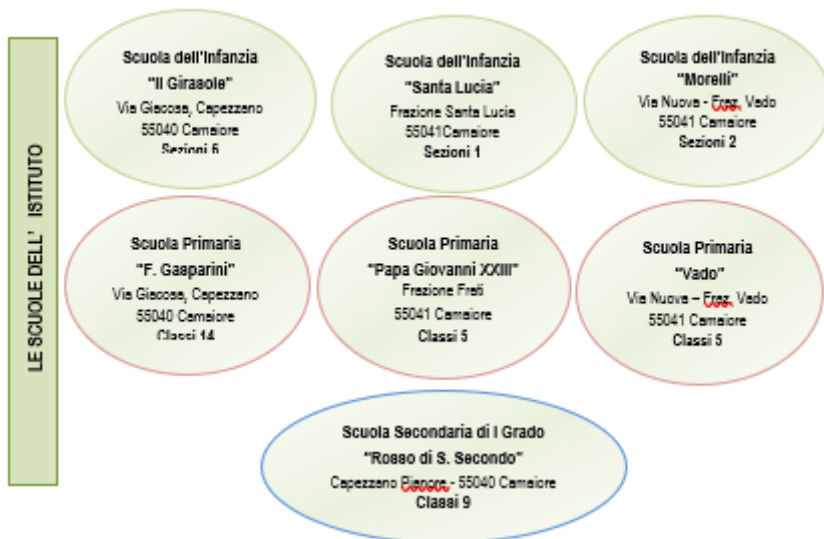 LE SCUOLE DELL' ISTITUTO
Scuola dell'Infanzia
"Il Girasole"
Via Giacosa, Capezzano
55040 Camaiore
Sezioni 6
Scuola dell'Infanzia
"Santa Lucia"
Frazione Santa Lucia
55041Camaiore
Sezioni 1
Scuola dell'Infanzia
"Morelli"
Via Nuova - Fraz. Vado
55041 Camaiore
Sezioni 2
Scuola Primaria
"F. Gasparini"
Via Giacosa, Capezzano
55040 Camaiore
Classi 14
Scuola Primaria
"Papa Giovanni XXIII"
Frazione Frati
55041 Camaiore
Classi 5
Scuola Primaria
"Vado"
Via Nuova – Fraz. Vado
55041 Camaiore
Classi 5
Scuola Secondaria di I Grado
"Rosso di S. Secondo"
Capezzano Pianore - 55040 Camaiore
Classi 9